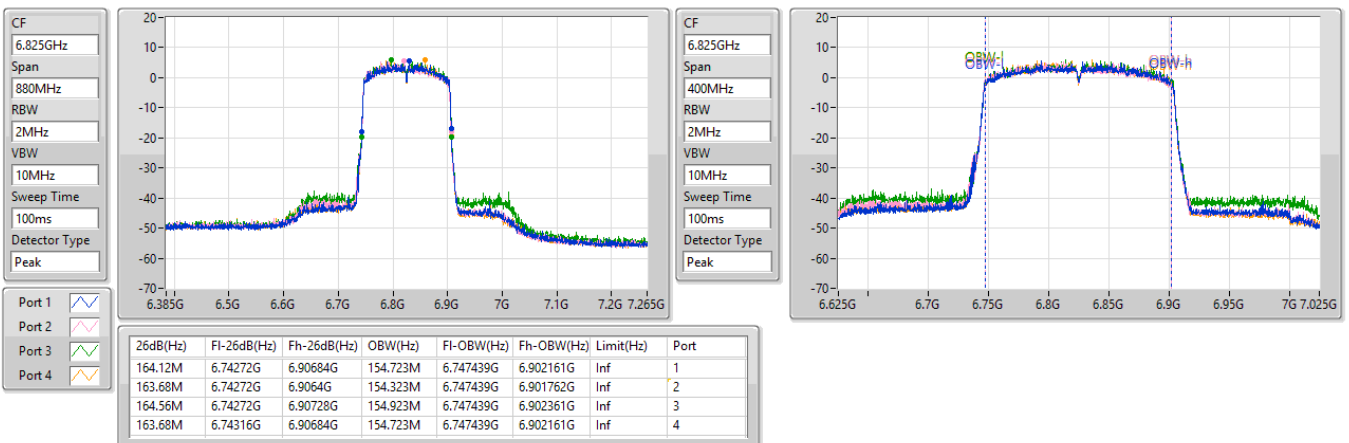 CF
6.825GHz
Span
880MHz
RBW
2MHz
VBW
10MHz
Sweep Time
100ms
Detector Type
Peak
20
10
0
-10
-20
-30
-40
-50
-60
-70
6.385G 6.5G 6.6G 6.7G 6.8G 6.9G 7G 7.1G 7.2G 7.265G
CF
6.825GHz
Span
400MHz
RBW
2MHz
VBW
10MHz
Sweep Time
100ms
Detector Type
Peak
20
10
0
-10
-20
-30
-40
-50
-60
-70
OBW-l
OBW-h
6.625G 6.7G 6.75G 6.8G 6.85G 6.9G 6.95G 7G 7.025G
Port 1
Port 2
Port 3
Port 4
26dB(Hz) Fl-26dB(Hz) Fh-26dB(Hz) OBW(Hz) Fl-OBW(Hz) Fh-OBW(Hz) Limit(Hz) Port
164.12M 6.74272G 6.90684G 154.723M 6.747439G 6.902161G Inf 1
163.68M 6.74272G 6.9064G 154.323M 6.747439G 6.901762G Inf 2
164.56M 6.74272G 6.90728G 154.923M 6.747439G 6.902361G Inf 3
163.68M 6.74316G 6.90684G 154.723M 6.747439G 6.902161G Inf 4